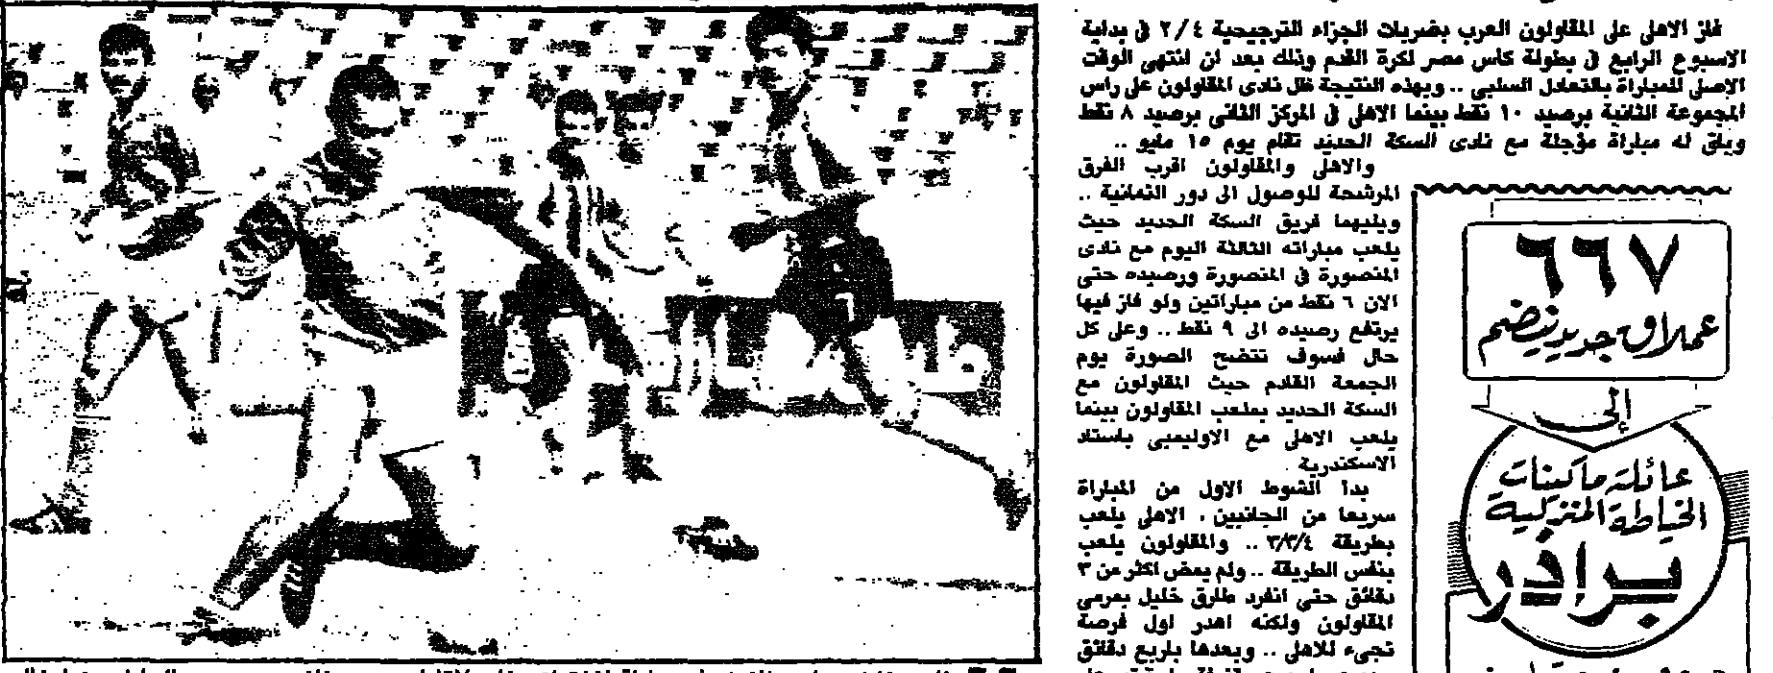 فاز الاهلى على المقاولون العرب بضربات الجزاء الترجيحية ٢/٤ فى بداية
الاسبوع الرابع فى بطولة كاس مصر لكرة القدم وذلك بعد ان انتهى الوقت
الاصلى للمباراة بالتعادل السلبى .. وبهذه النتيجة ظل نادى المقاولون على راس
المجموعة الثانية برصيد ١٠ نقط بينما الاهلى فى المركز الثانى برصيد ٨ نقط
وبقى له مباراة مؤجلة مع نادى السكة الحديد تقام يوم ١٥ مايو ..
والاهلى والمقاولون اقرب الفرق
المرشحة للوصول الى دور الثمانية ..
ويليهما فريق السكة الحديد حيث
يلعب مباراته الثالثة اليوم مع نادى
المنصورة فى المنصورة ورصيده حتى
الان ٦ نقط من مباراتين ولو فاز فيها
يرتفع رصيده الى ٩ نقط .. وعلى كل
حال فسوف تتضح الصورة يوم
الجمعة القادم حيث المقاولون مع
السكة الحديد بملعب المقاولون بينما
يلعب الاهلى مع الاوليمبى باستاد
الاسكندرية
بدا الشوط الاول من المباراة
سريعا من الجانبين . الاهلى يلعب
بطريقة ٣/٣/٤ .. والمقاولون يلعب
بنفس الطريقة .. ولم يمض اكثر من ٣
دقائق حتى انفرد طارق خليل بمرمى
المقاولون ولكنه اهدر اول فرصة
تجىء للاهلى .. وبعدها باربع دقائق
٦٦٧
عملاق جديد ينضم
إلى
عائلة ماكينات
الخياطة المنزلية
براذر